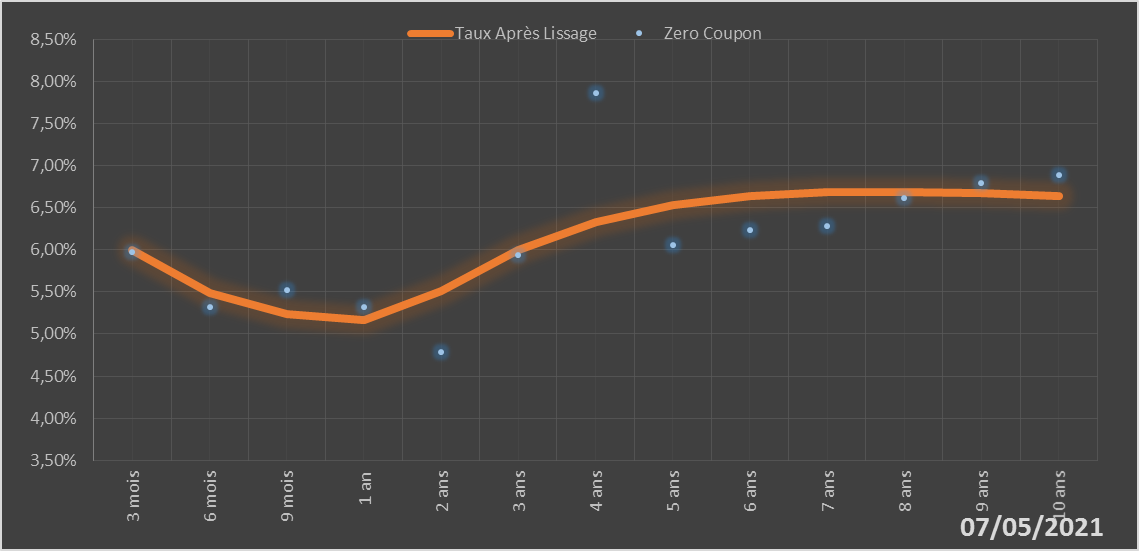 Taux Après Lissage
Zero Coupon
8,50%
8,00%
7,50%
7,00%
6,50%
6,00%
5,50%
5,00%
4,50%
4,00%
3,50%
3 mois
6 mois
9 mois
1 an
2 ans
3 ans
4 ans
5 ans
6 ans
7 ans
8 ans
9 ans
10 ans
07/05/2021